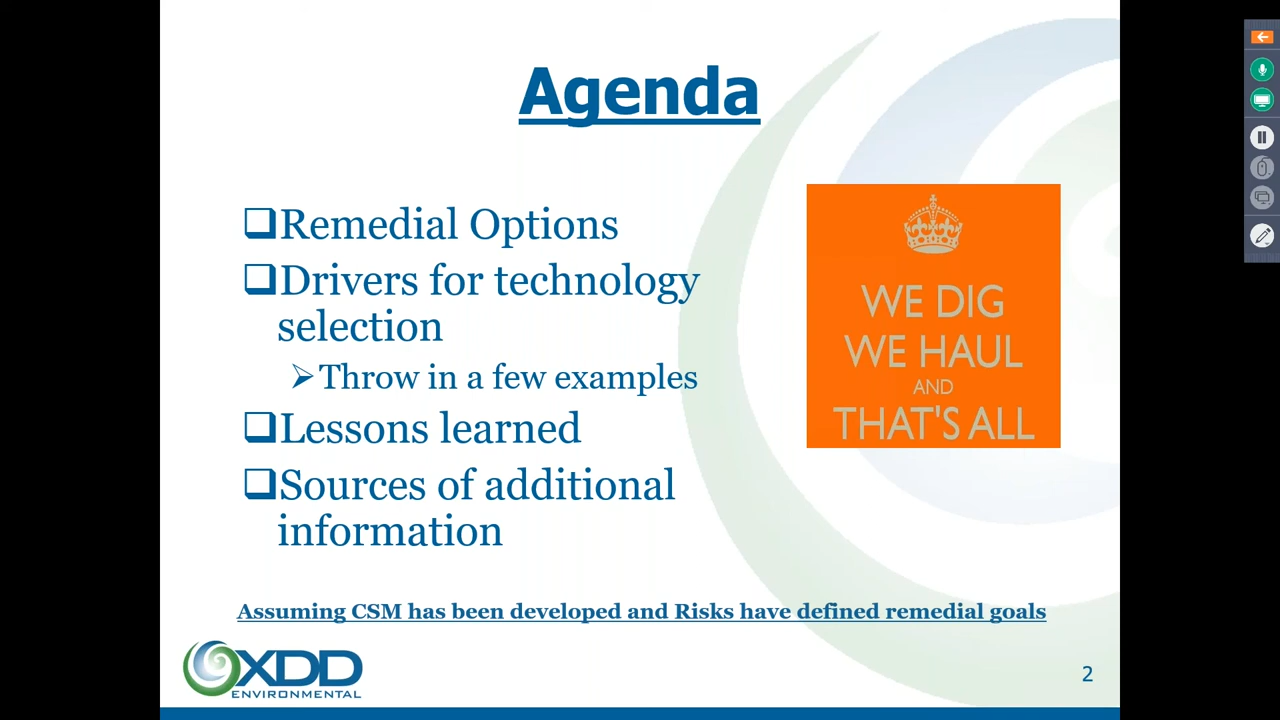 Agenda
Remedial Options
Drivers for technology
selection
Throw in a few examples
Lessons learned
Sources of additional
information
WE DIG
WE HAUL
AND
THAT'S ALL
Assuming CSM has been developed and Risks have defined remedial goals
XDD
ENVIRONMENTAL
2